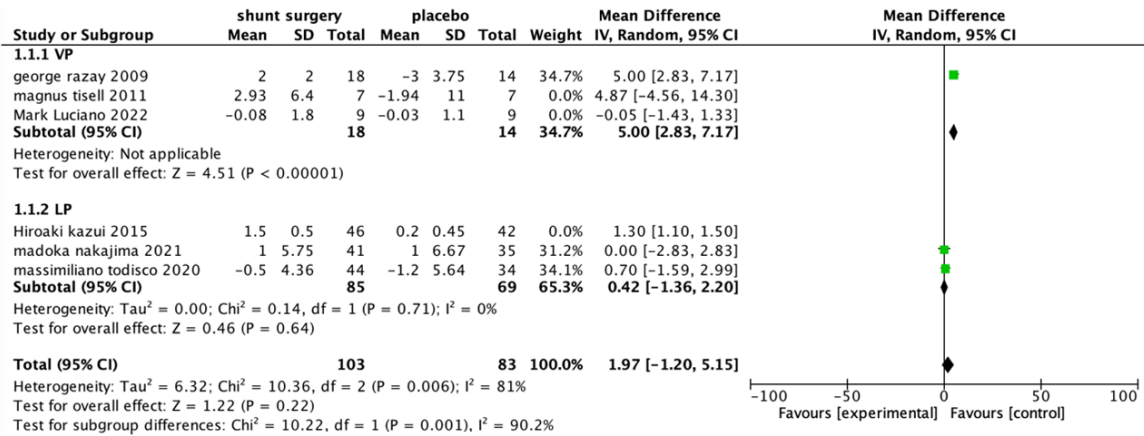 shunt surgery placebo Mean Difference Mean Difference
Study or Subgroup Mean SD Total Mean SD Total Weight IV, Random, 95% CI IV, Random, 95% CI
1.1.1 VP
george razay 2009 2 2 18 -3 3.75 14 34.7% 5.00 [2.83, 7.17]
magnus tisell 2011 2.93 6.4 7 -1.94 11 7 0.0% 4.87 [-4.56, 14.30]
Mark Luciano 2022 -0.08 1.8 9 -0.03 1.1 9 0.0% -0.05 [-1.43, 1.33]
Subtotal (95% CI) 18 14 34.7% 5.00 [2.83, 7.17]
Heterogeneity: Not applicable
Test for overall effect: Z = 4.51 (P < 0.00001)
1.1.2 LP
Hiroaki kazui 2015 1.5 0.5 46 0.2 0.45 42 0.0% 1.30 [1.10, 1.50]
madoka nakajima 2021 1 5.75 41 1 6.67 35 31.2% 0.00 [-2.83, 2.83]
massimiliano todisco 2020 -0.5 4.36 44 -1.2 5.64 34 34.1% 0.70 [-1.59, 2.99]
Subtotal (95% CI) 85 69 65.3% 0.42 [-1.36, 2.20]
Heterogeneity: Tau² = 0.00; Chi² = 0.14, df = 1 (P = 0.71); I² = 0%
Test for overall effect: Z = 0.46 (P = 0.64)
Total (95% CI) 103 83 100.0% 1.97 [-1.20, 5.15]
Heterogeneity: Tau² = 6.32; Chi² = 10.36, df = 2 (P = 0.006); I² = 81%
Test for overall effect: Z = 1.22 (P = 0.22)
Test for subgroup differences: Chi² = 10.22, df = 1 (P = 0.001), I² = 90.2%
-100 -50 0 50 100
Favours [experimental] Favours [control]